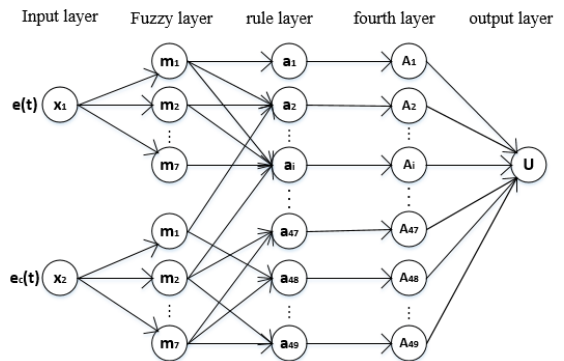 Input layer Fuzzy layer rule layer fourth layer output layer
m1 a1 A1
e(t) x1 m2 a2 A2
m7 ai Ai U
m1 a47 A47
ec(t) x2 m2 a48 A48
m7 a49 A49